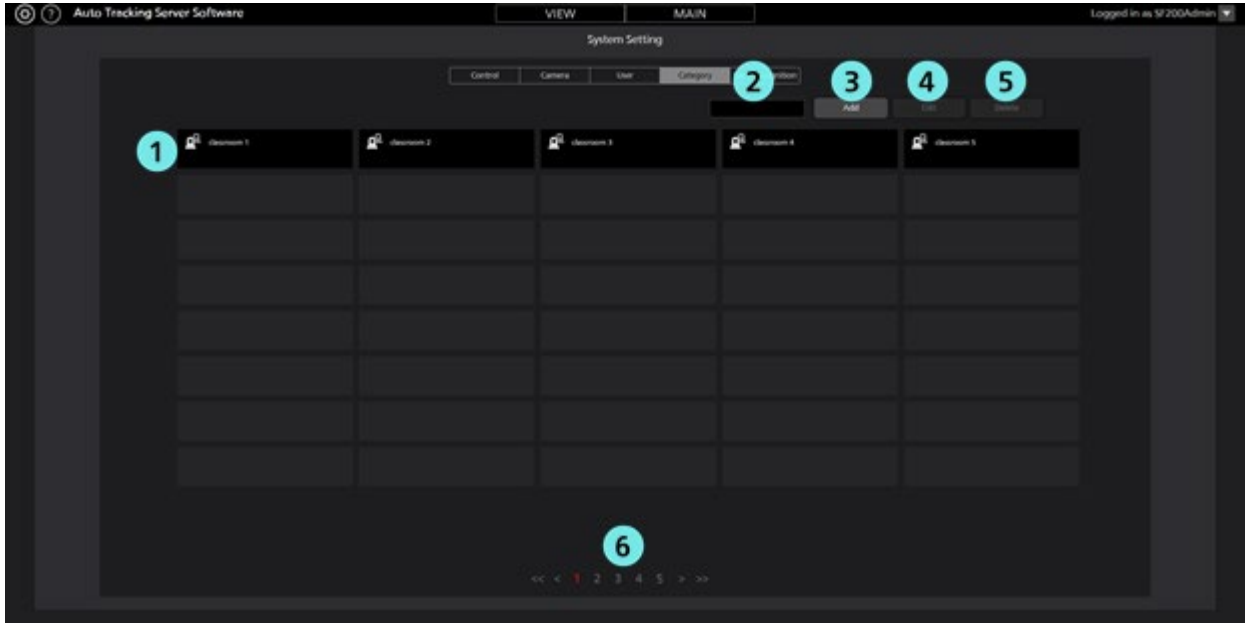 Auto Tracking Server Software VIEW MAIN Logged in as SF200Admin
System Setting
Control Camera User Category
2 3 4 5
Add Edit Delete
1 classroom 1 classroom 2 classroom 3 classroom 4 classroom 5
6
<< < 1 2 3 4 5 > >>